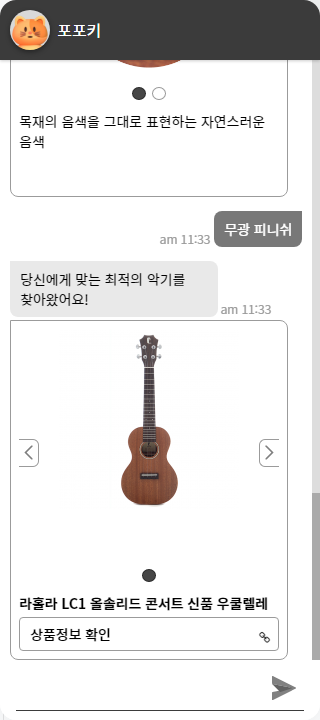 포포키
목재의 음색을 그대로 표현하는 자연스러운
음색
am 11:33
무광 피니쉬
당신에게 맞는 최적의 악기를
찾아왔어요!
am 11:33
라홀라 LC1 올솔리드 콘서트 신품 우쿨렐레
상품정보 확인